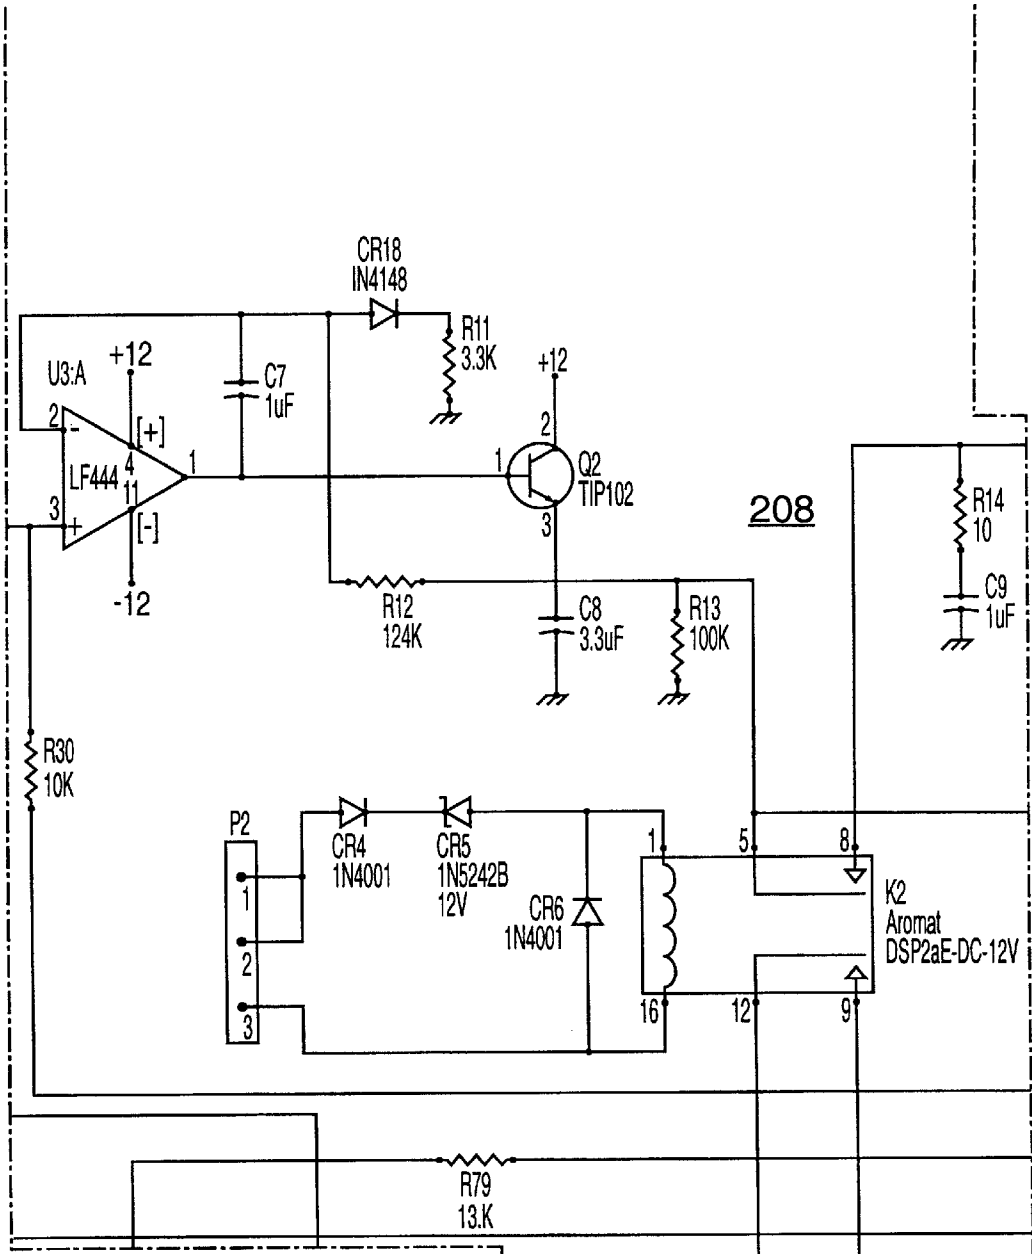 CR18
IN4148
R11
3.3K
U3:A
+12
C7
1uF
+12
2
-
[+]
4
2
LF444
1
1
Q2
TIP102
11
3
+
[-]
3
208
R14
10
-12
R12
124K
C8
3.3uF
R13
100K
C9
1uF
R30
10K
P2
CR4
1N4001
CR5
1N5242B
12V
1
5
8
1
CR6
1N4001
K2
Aromat
DSP2aE-DC-12V
2
3
16
12
9
R79
13.K